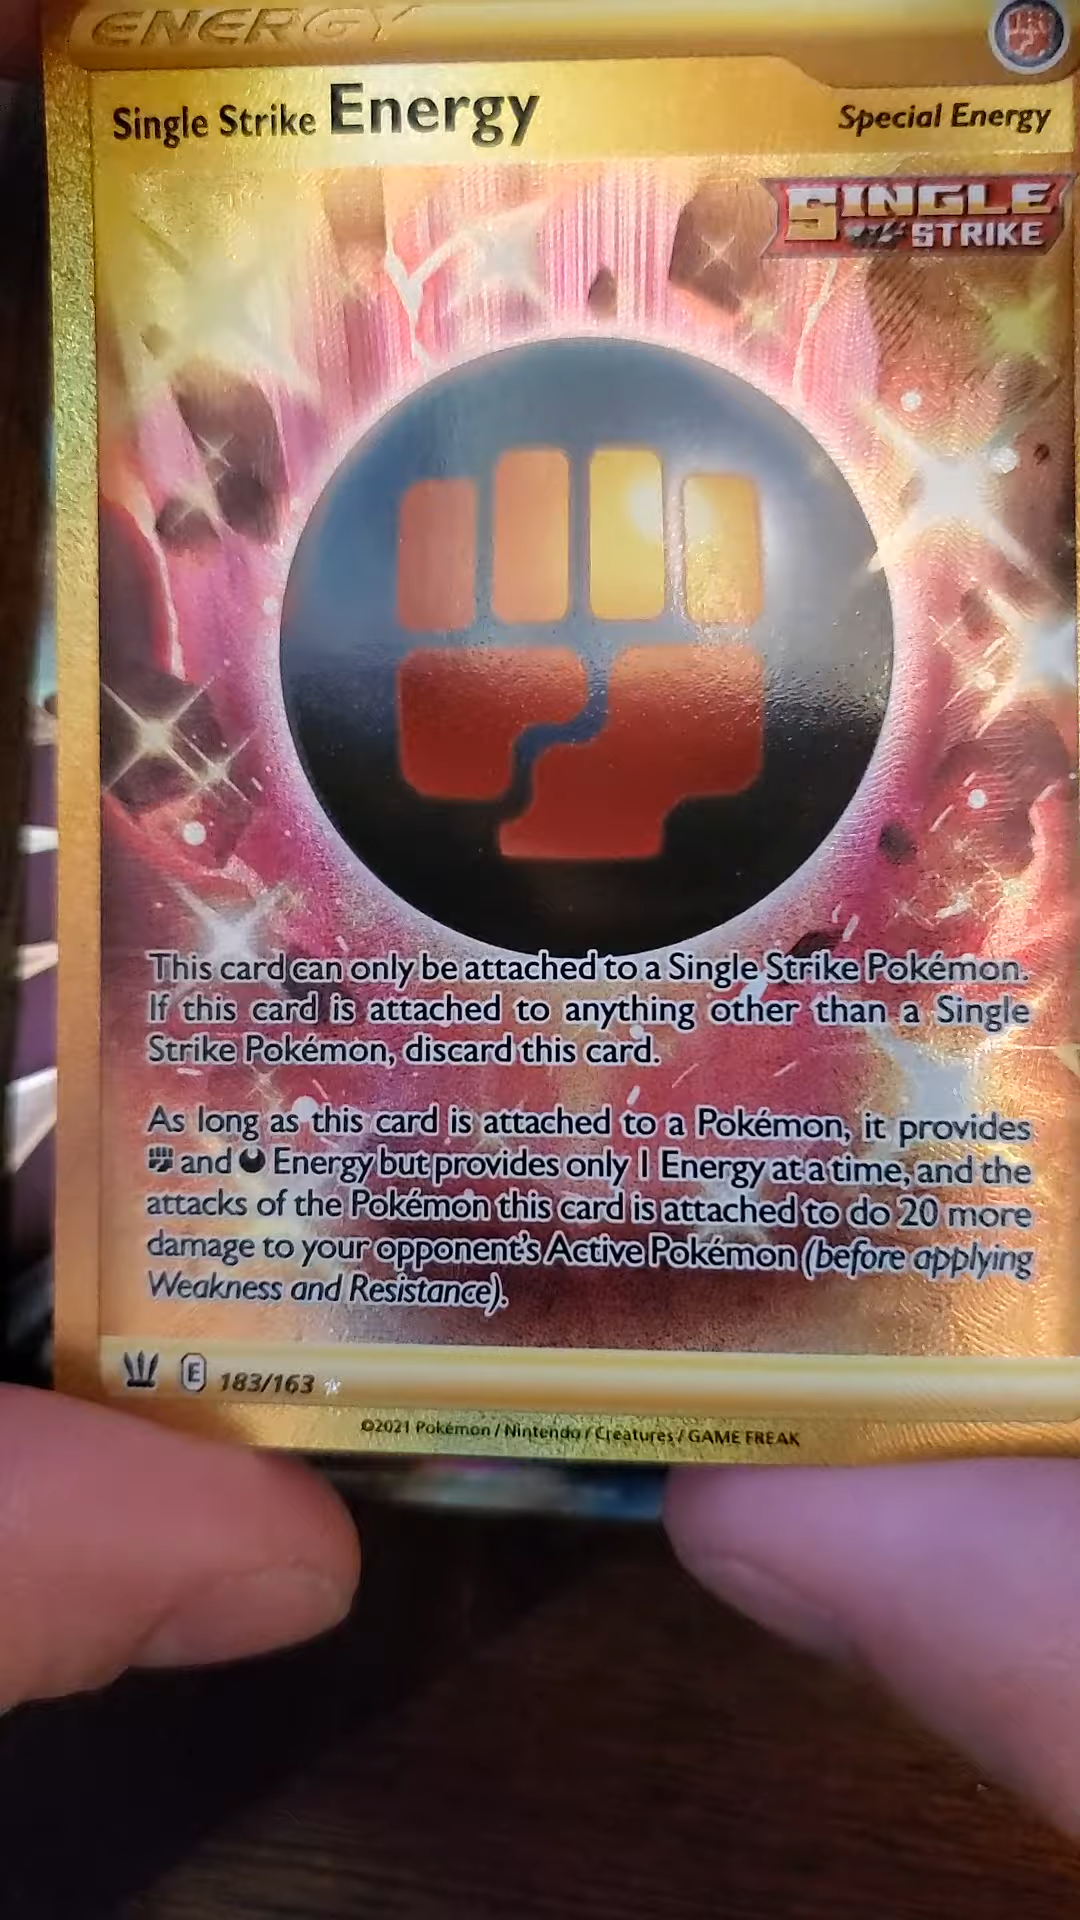 ENERGY
Single Strike Energy
Special Energy
SINGLE
STRIKE
This card can only be attached to a Single Strike Pokémon.
If this card is attached to anything other than a Single
Strike Pokémon, discard this card.
As long as this card is attached to a Pokémon, it provides
and Energy but provides only 1 Energy at a time, and the
attacks of the Pokémon this card is attached to do 20 more
damage to your opponent's Active Pokémon (before applying
Weakness and Resistance).
E 183/163
©2021 Pokémon / Nintendo / Creatures / GAME FREAK